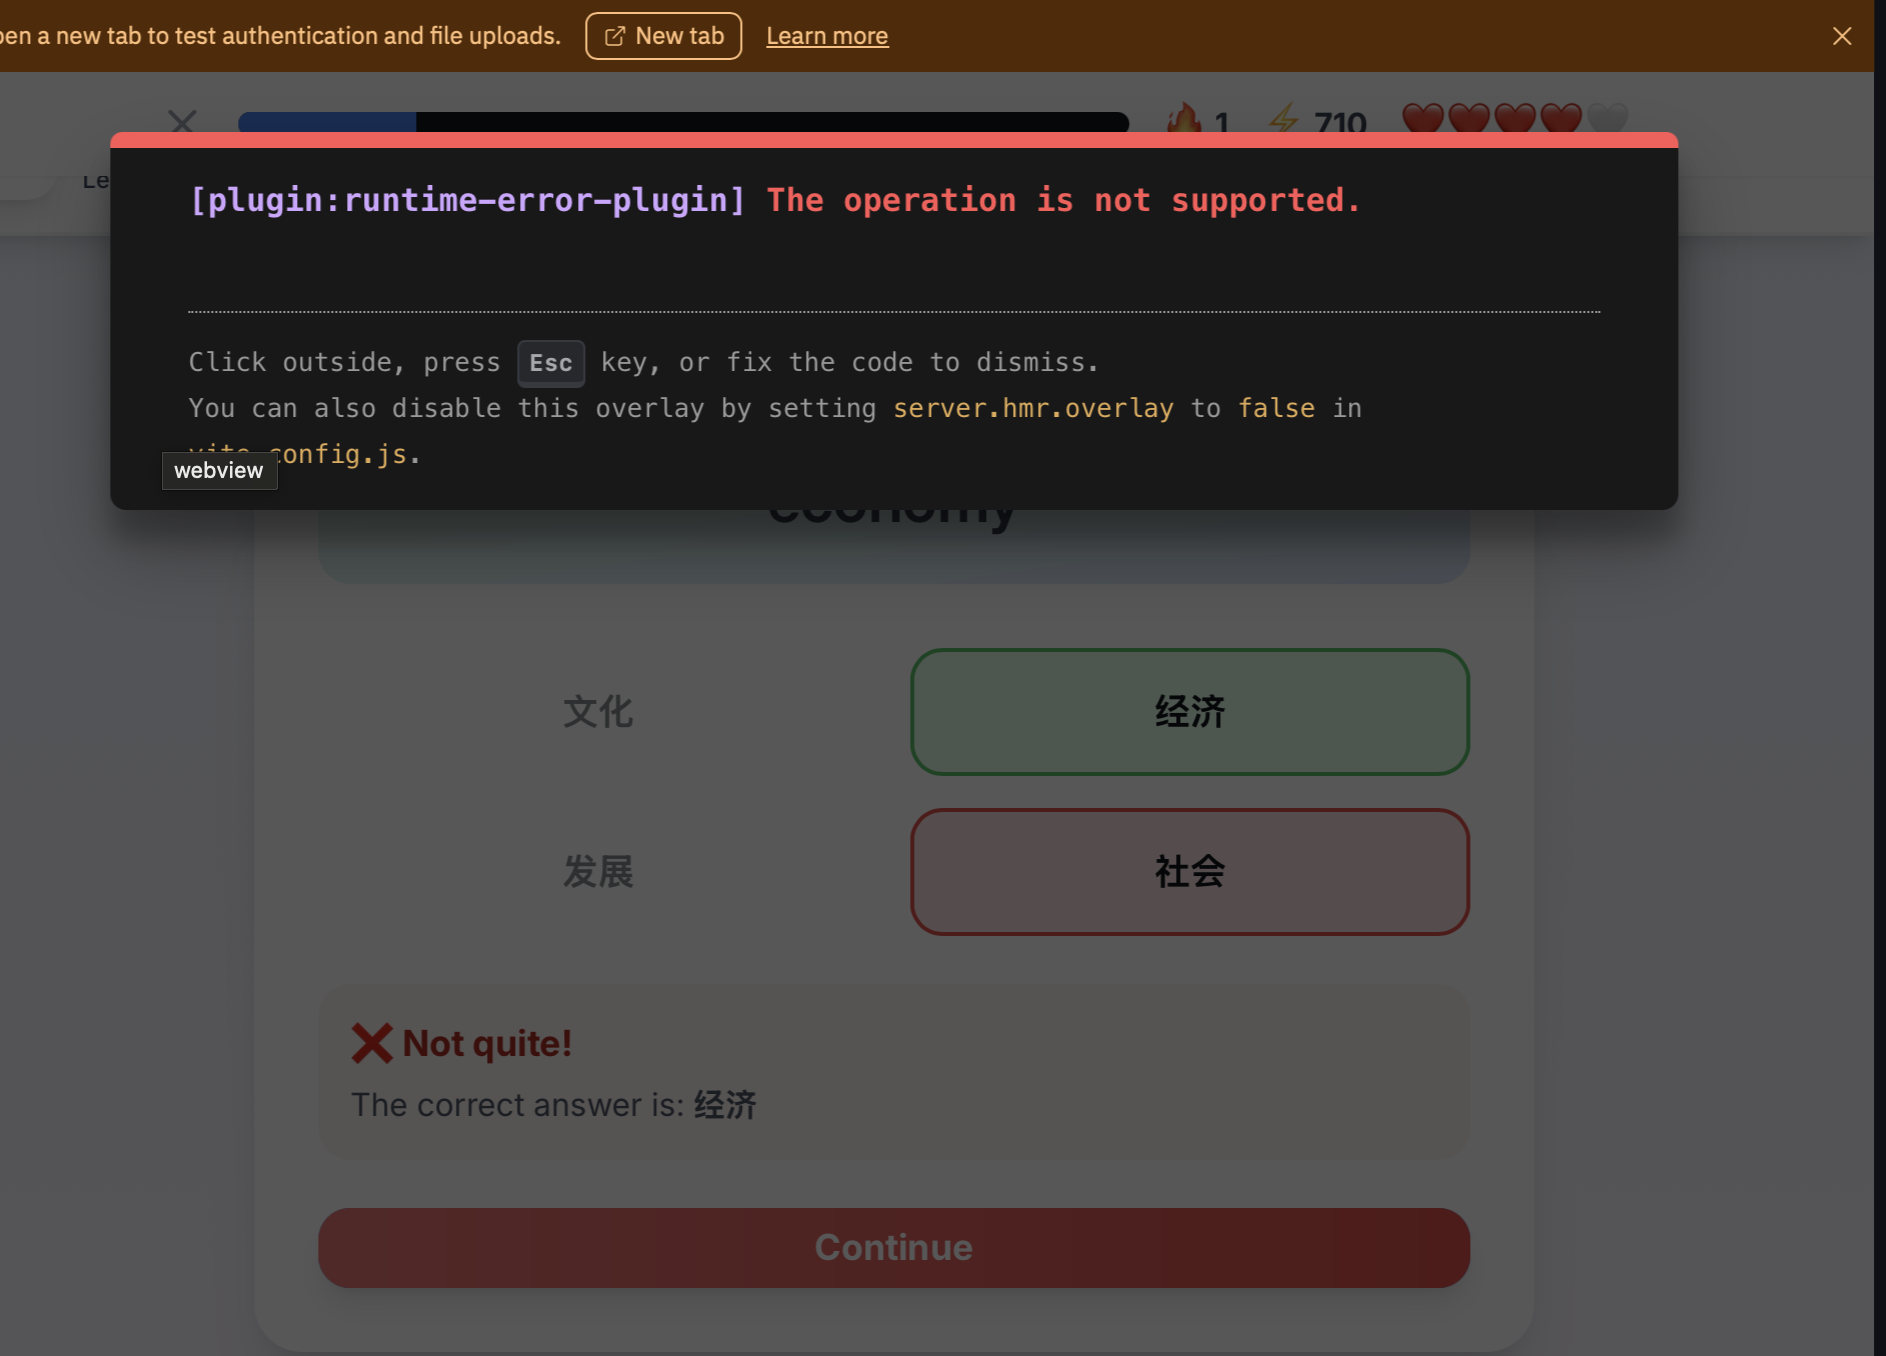 a new tab to test authentication and file uploads.
New tab
Learn more
1
710
[plugin:runtime-error-plugin] The operation is not supported.
Click outside, press Esc key, or fix the code to dismiss.
You can also disable this overlay by setting server.hmr.overlay to false in
config.js.
webview
economy
文化
经济
发展
社会
Not quite!
The correct answer is: 经济
Continue